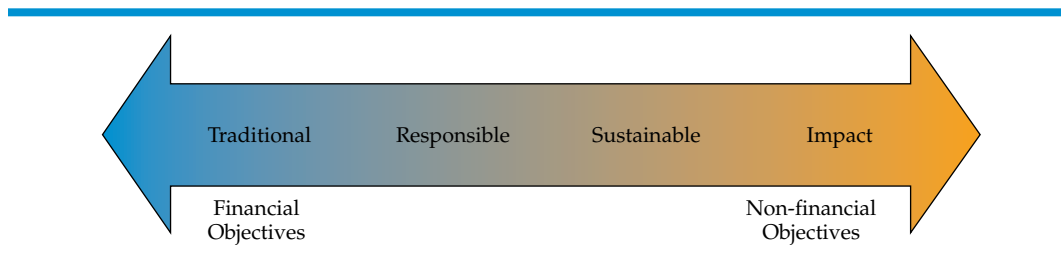 Traditional Responsible Sustainable Impact
Financial
Objectives
Non-financial
Objectives